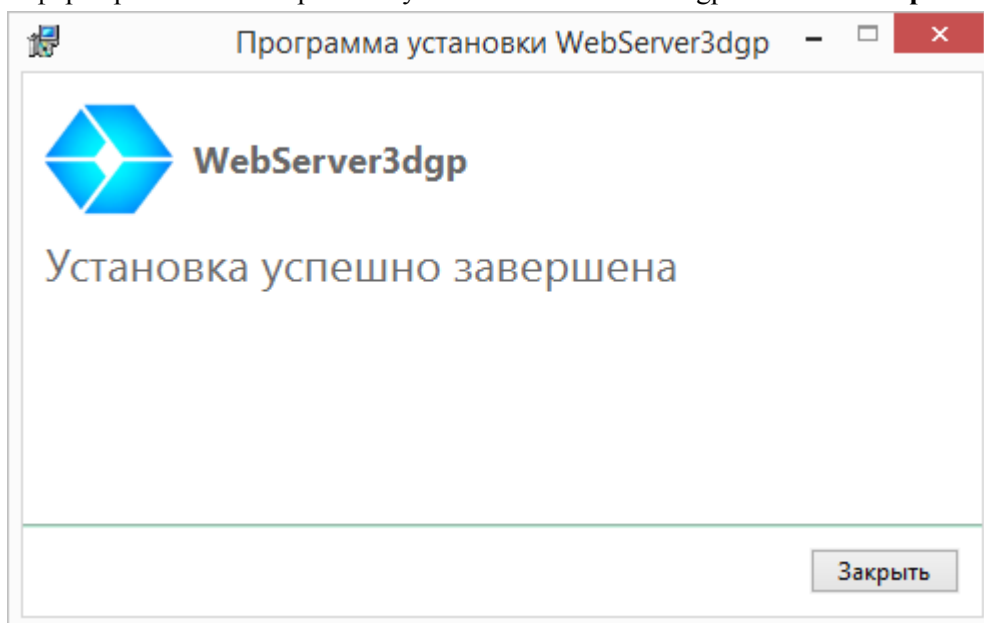 Программа установки WebServer3dgp
WebServer3dgp
Установка успешно завершена
Закрыть